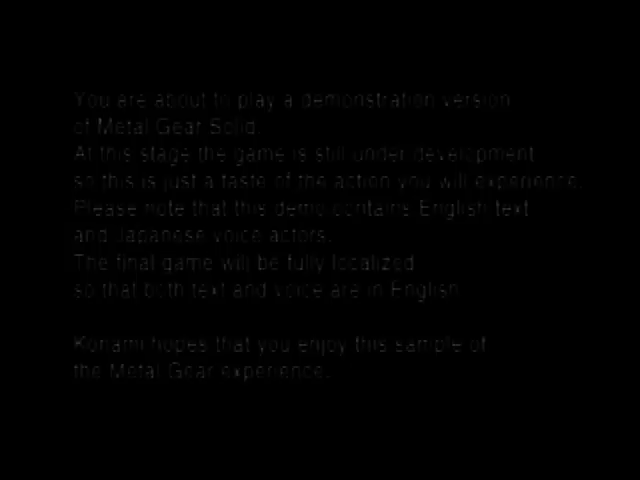 You are about to play a demonstration version
of Metal Gear Solid.
At this stage the game is still under development
so this is just a taste of the action you will experience.
Please note that this demo contains English text
and Japanese voice actors.
The final game will be fully localized
so that both text and voice are in English.
Konami hopes that you enjoy this sample of
the Metal Gear experience.